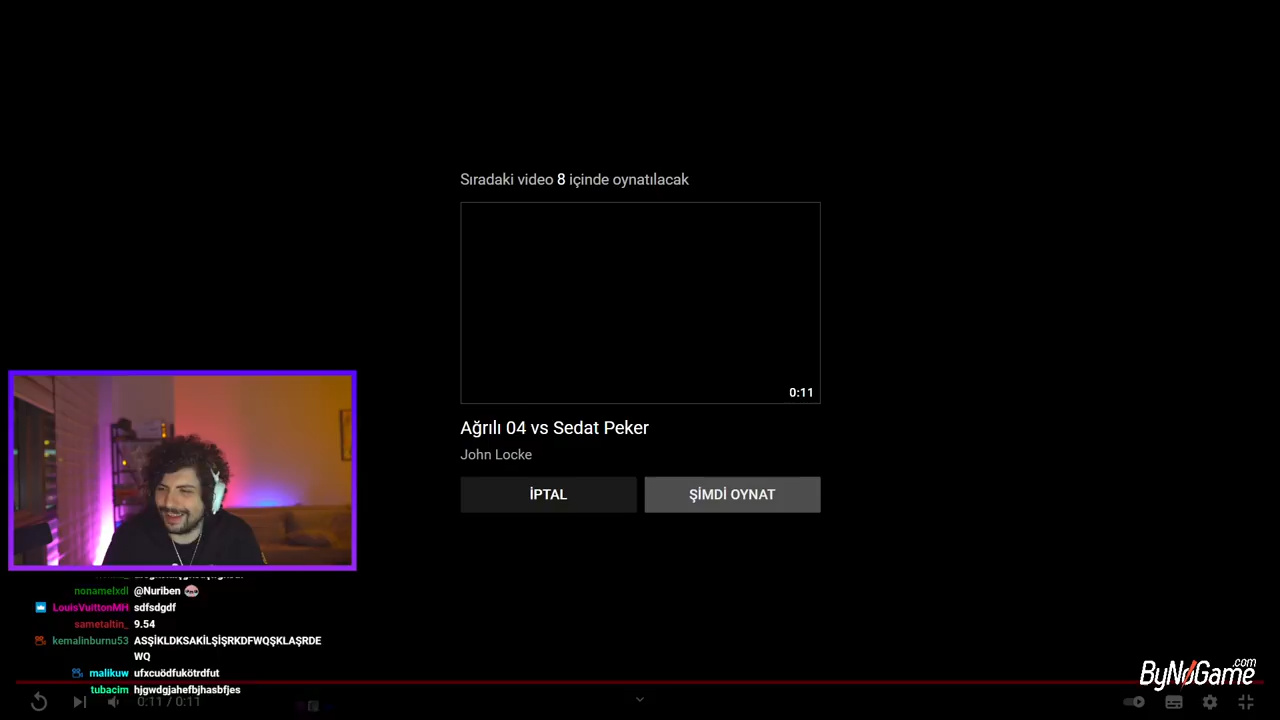 Sıradaki video 8 içinde oynatılacak
0:11
Ağrılı 04 vs Sedat Peker
John Locke
İPTAL
ŞİMDİ OYNAT
nonamelxdl @Nuriben
LouisVuittonMH sdfsdgdf
sametaltin_ 9.54
kemalinburnu53 ASŞİKLDKSAKİLŞİŞRKDFWQŞKLAŞRDE
WQ
malikuw ufxcuödfukötrdfut
tubacim hjgwdgjahefbjhasbfjes
0:11 / 0:11
ByNoGame.com